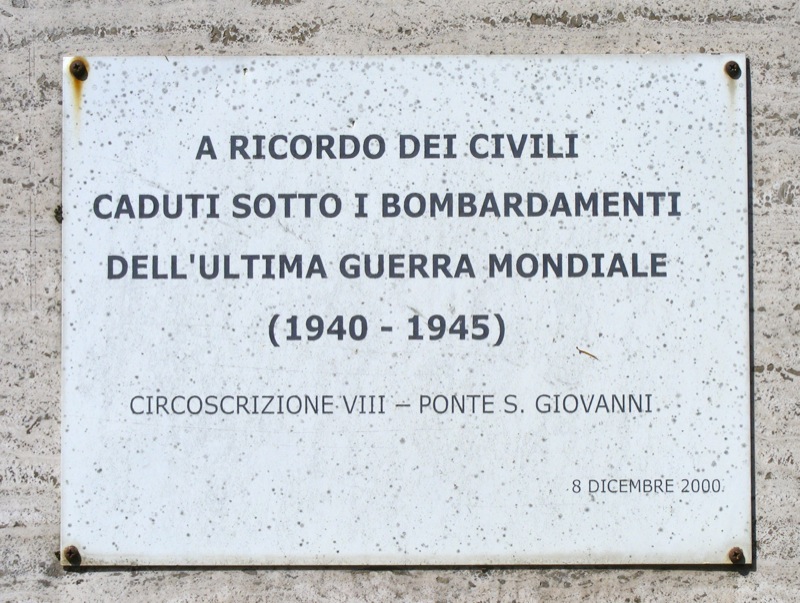 A RICORDO DEI CIVILI
CADUTI SOTTO I BOMBARDAMENTI
DELL'ULTIMA GUERRA MONDIALE
(1940 - 1945)
CIRCOSCRIZIONE VIII – PONTE S. GIOVANNI
8 DICEMBRE 2000